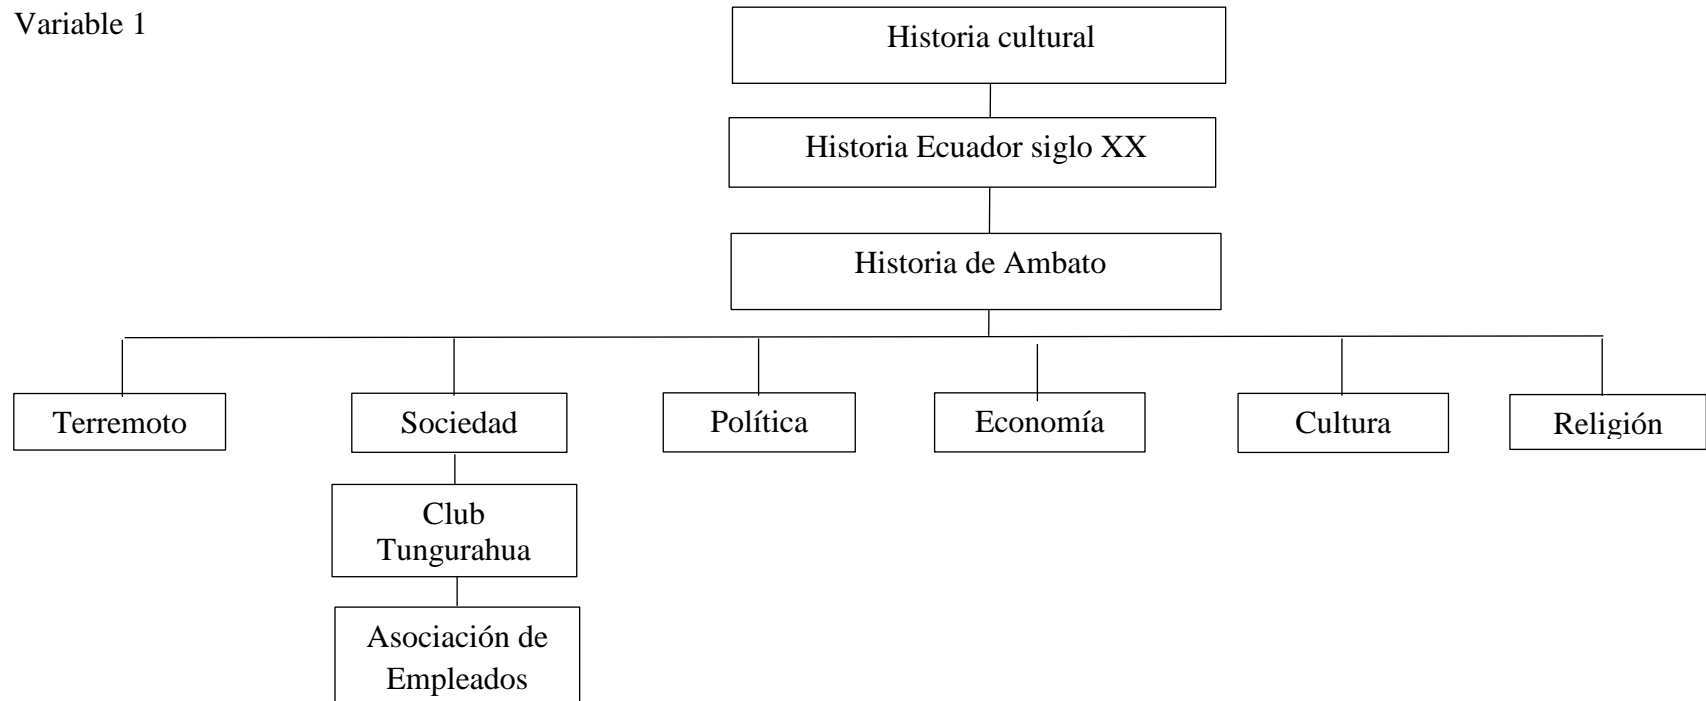 Variable 1
Historia cultural
Historia Ecuador siglo XX
Historia de Ambato
Terremoto
Sociedad
Política
Economía
Cultura
Religión
Club
Tungurahua
Asociación de
Empleados